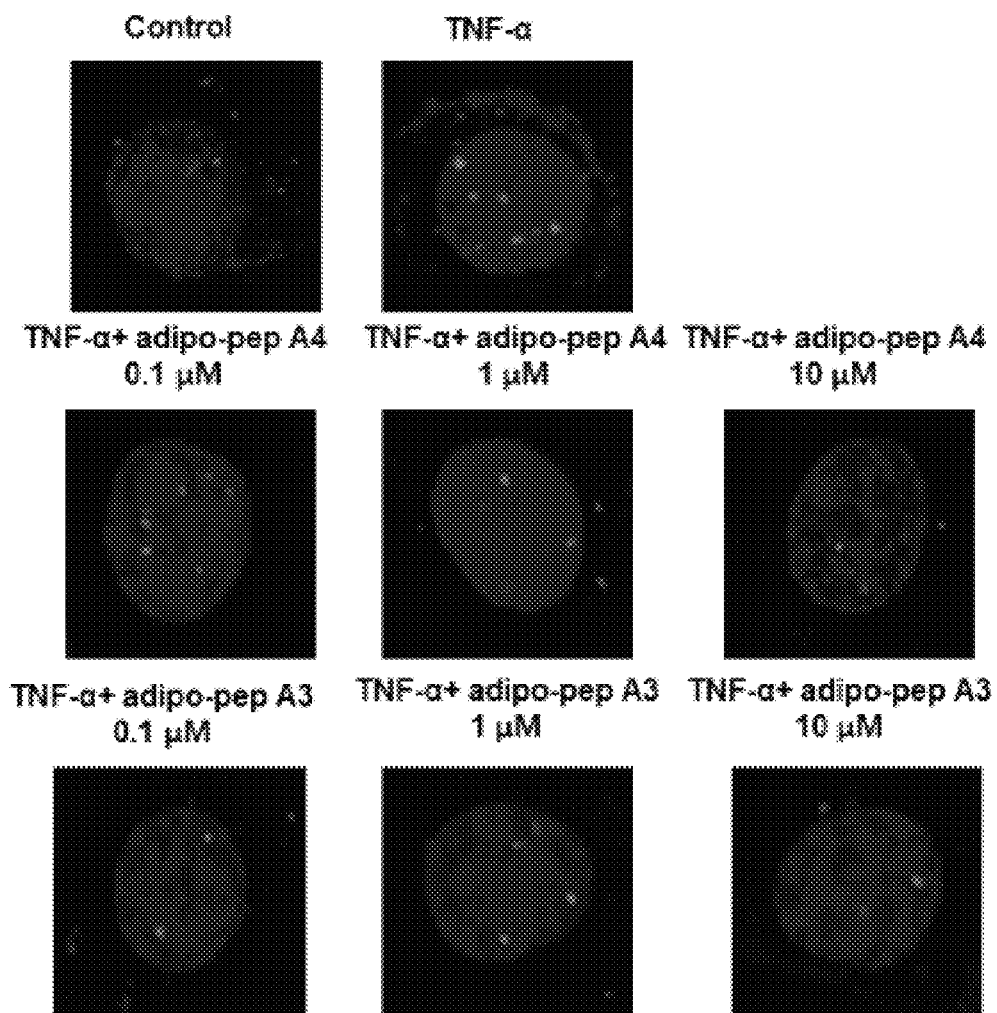 Control
TNF-α
TNF-α+ adipo-pep A4
0.1 μM
TNF-α+ adipo-pep A4
1 μM
TNF-α+ adipo-pep A4
10 μM
TNF-α+ adipo-pep A3
0.1 μM
TNF-α+ adipo-pep A3
1 μM
TNF-α+ adipo-pep A3
10 μM